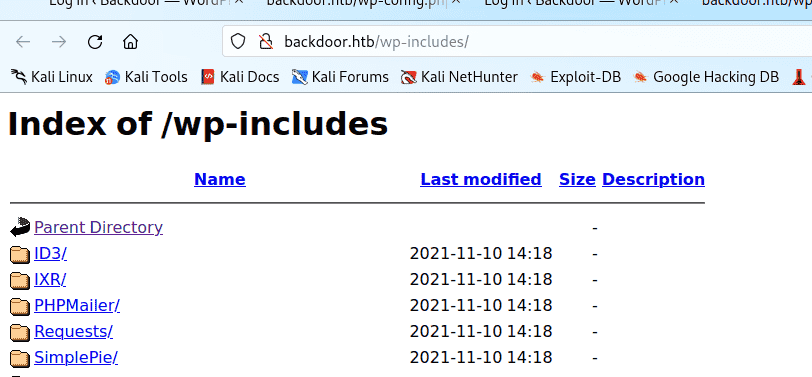 Log In ‹ Backdoor — WordPr × backdoor.htb/wp-config.php × Log In ‹ Backdoor — WordPr × backdoor.htb/wp
backdoor.htb/wp-includes/
Kali Linux Kali Tools Kali Docs Kali Forums Kali NetHunter Exploit-DB Google Hacking DB
Index of /wp-includes
Name Last modified Size Description
Parent Directory -
ID3/ 2021-11-10 14:18 -
IXR/ 2021-11-10 14:18 -
PHPMailer/ 2021-11-10 14:18 -
Requests/ 2021-11-10 14:18 -
SimplePie/ 2021-11-10 14:18 -